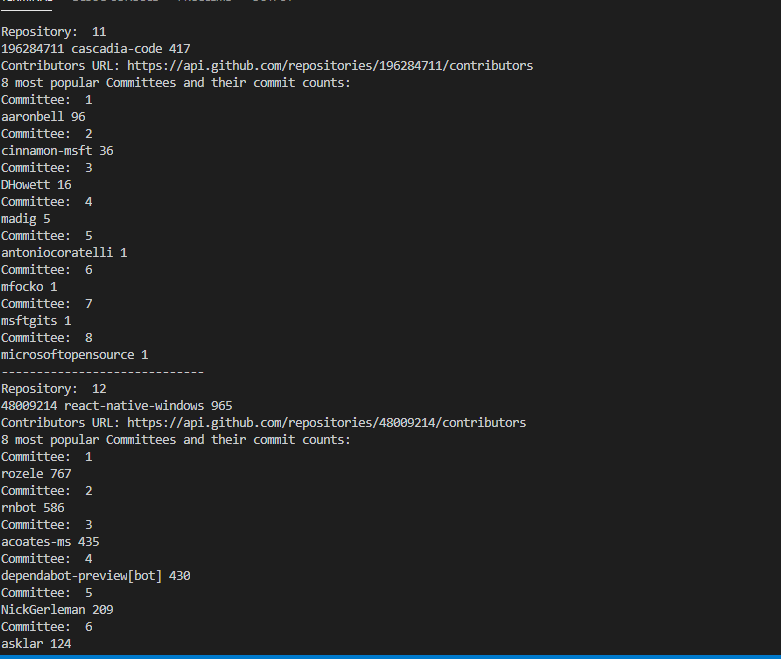 Repository:  11
196284711 cascadia-code 417
Contributors URL: https://api.github.com/repositories/196284711/contributors
8 most popular Committees and their commit counts:
Committee:  1
aaronbell 96
Committee:  2
cinnamon-msft 36
Committee:  3
DHowett 16
Committee:  4
madig 5
Committee:  5
antoniocoratelli 1
Committee:  6
mfocko 1
Committee:  7
msftgits 1
Committee:  8
microsoftopensource 1
-----------------------------
Repository:  12
48009214 react-native-windows 965
Contributors URL: https://api.github.com/repositories/48009214/contributors
8 most popular Committees and their commit counts:
Committee:  1
rozele 767
Committee:  2
rnbot 586
Committee:  3
acoates-ms 435
Committee:  4
dependabot-preview[bot] 430
Committee:  5
NickGerleman 209
Committee:  6
asklar 124